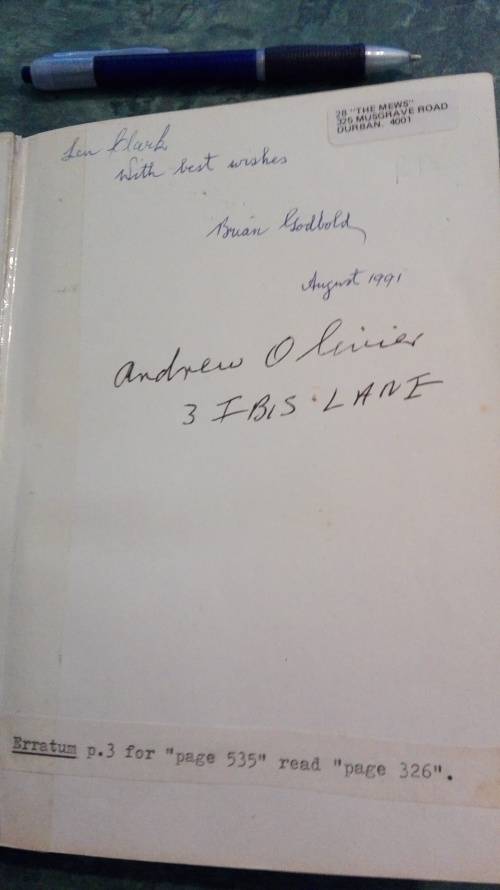 28 "THE MEWS"
325 MUSGRAVE ROAD
DURBAN. 4001
Len Clark
With best wishes
Brian Godbold
August 1991
Andrew Olivier
3 IBIS LANE
Erratum p.3 for "page 535" read "page 326".